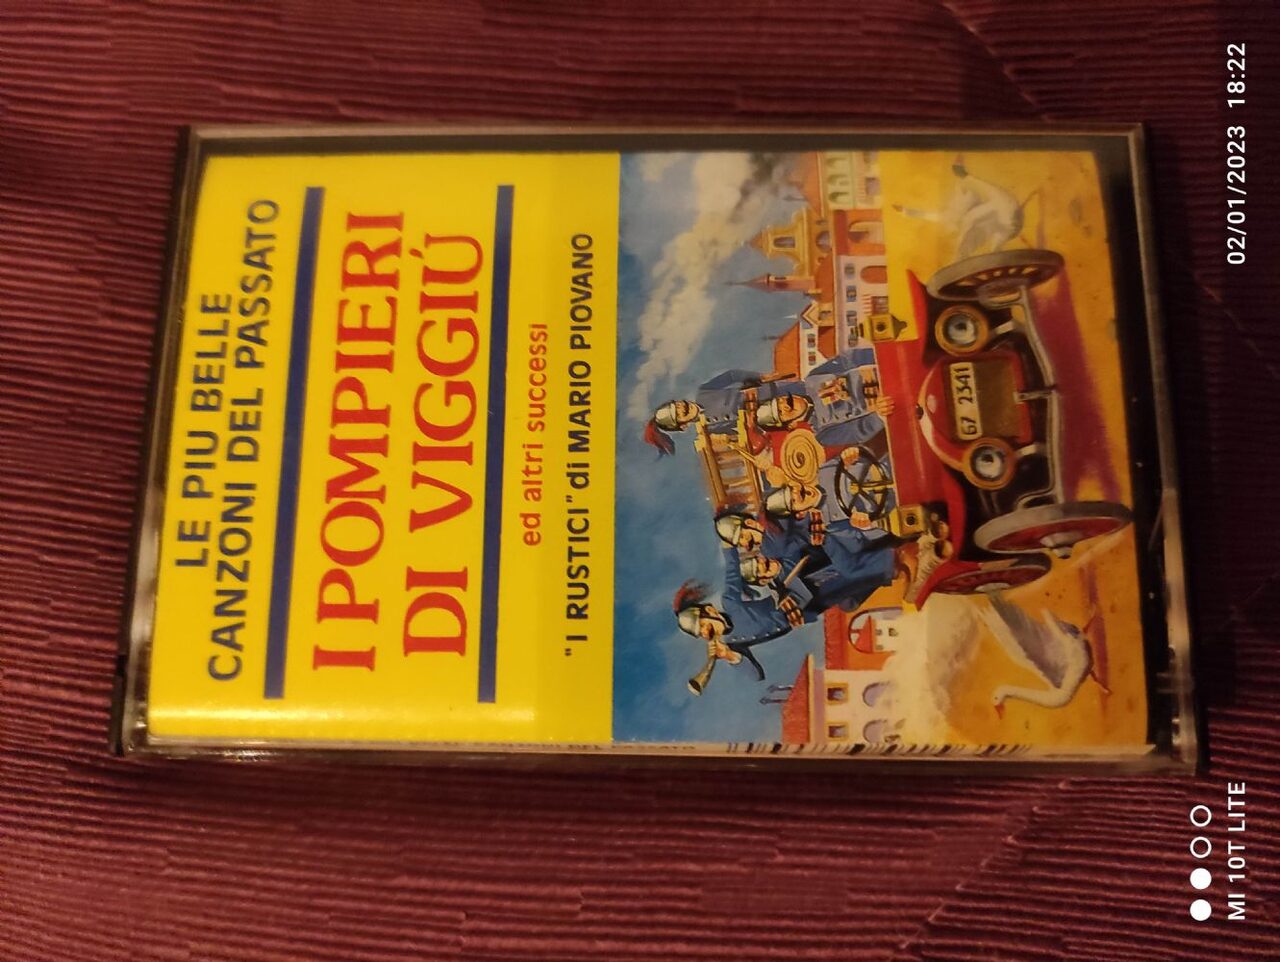 LE PIU BELLE
CANZONI DEL PASSATO
I POMPIERI
DI VIGGIÚ
ed altri successi
"I RUSTICI" di MARIO PIOVANO
67 2341
MI 10T LITE
02/01/2023 18:22